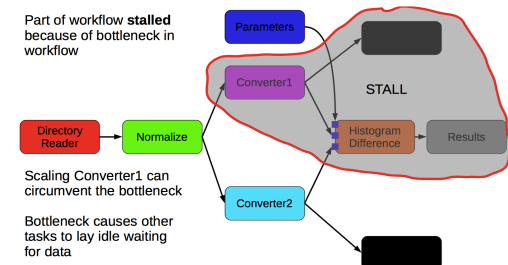 Part of workflow stalled
because of bottleneck in
workflow
Parameters
Converter1
STALL
Directory
Reader
Normalize
Histogram
Difference
Results
Scaling Converter1 can
circumvent the bottleneck
Converter2
Bottleneck causes other
tasks to lay idle waiting
for data